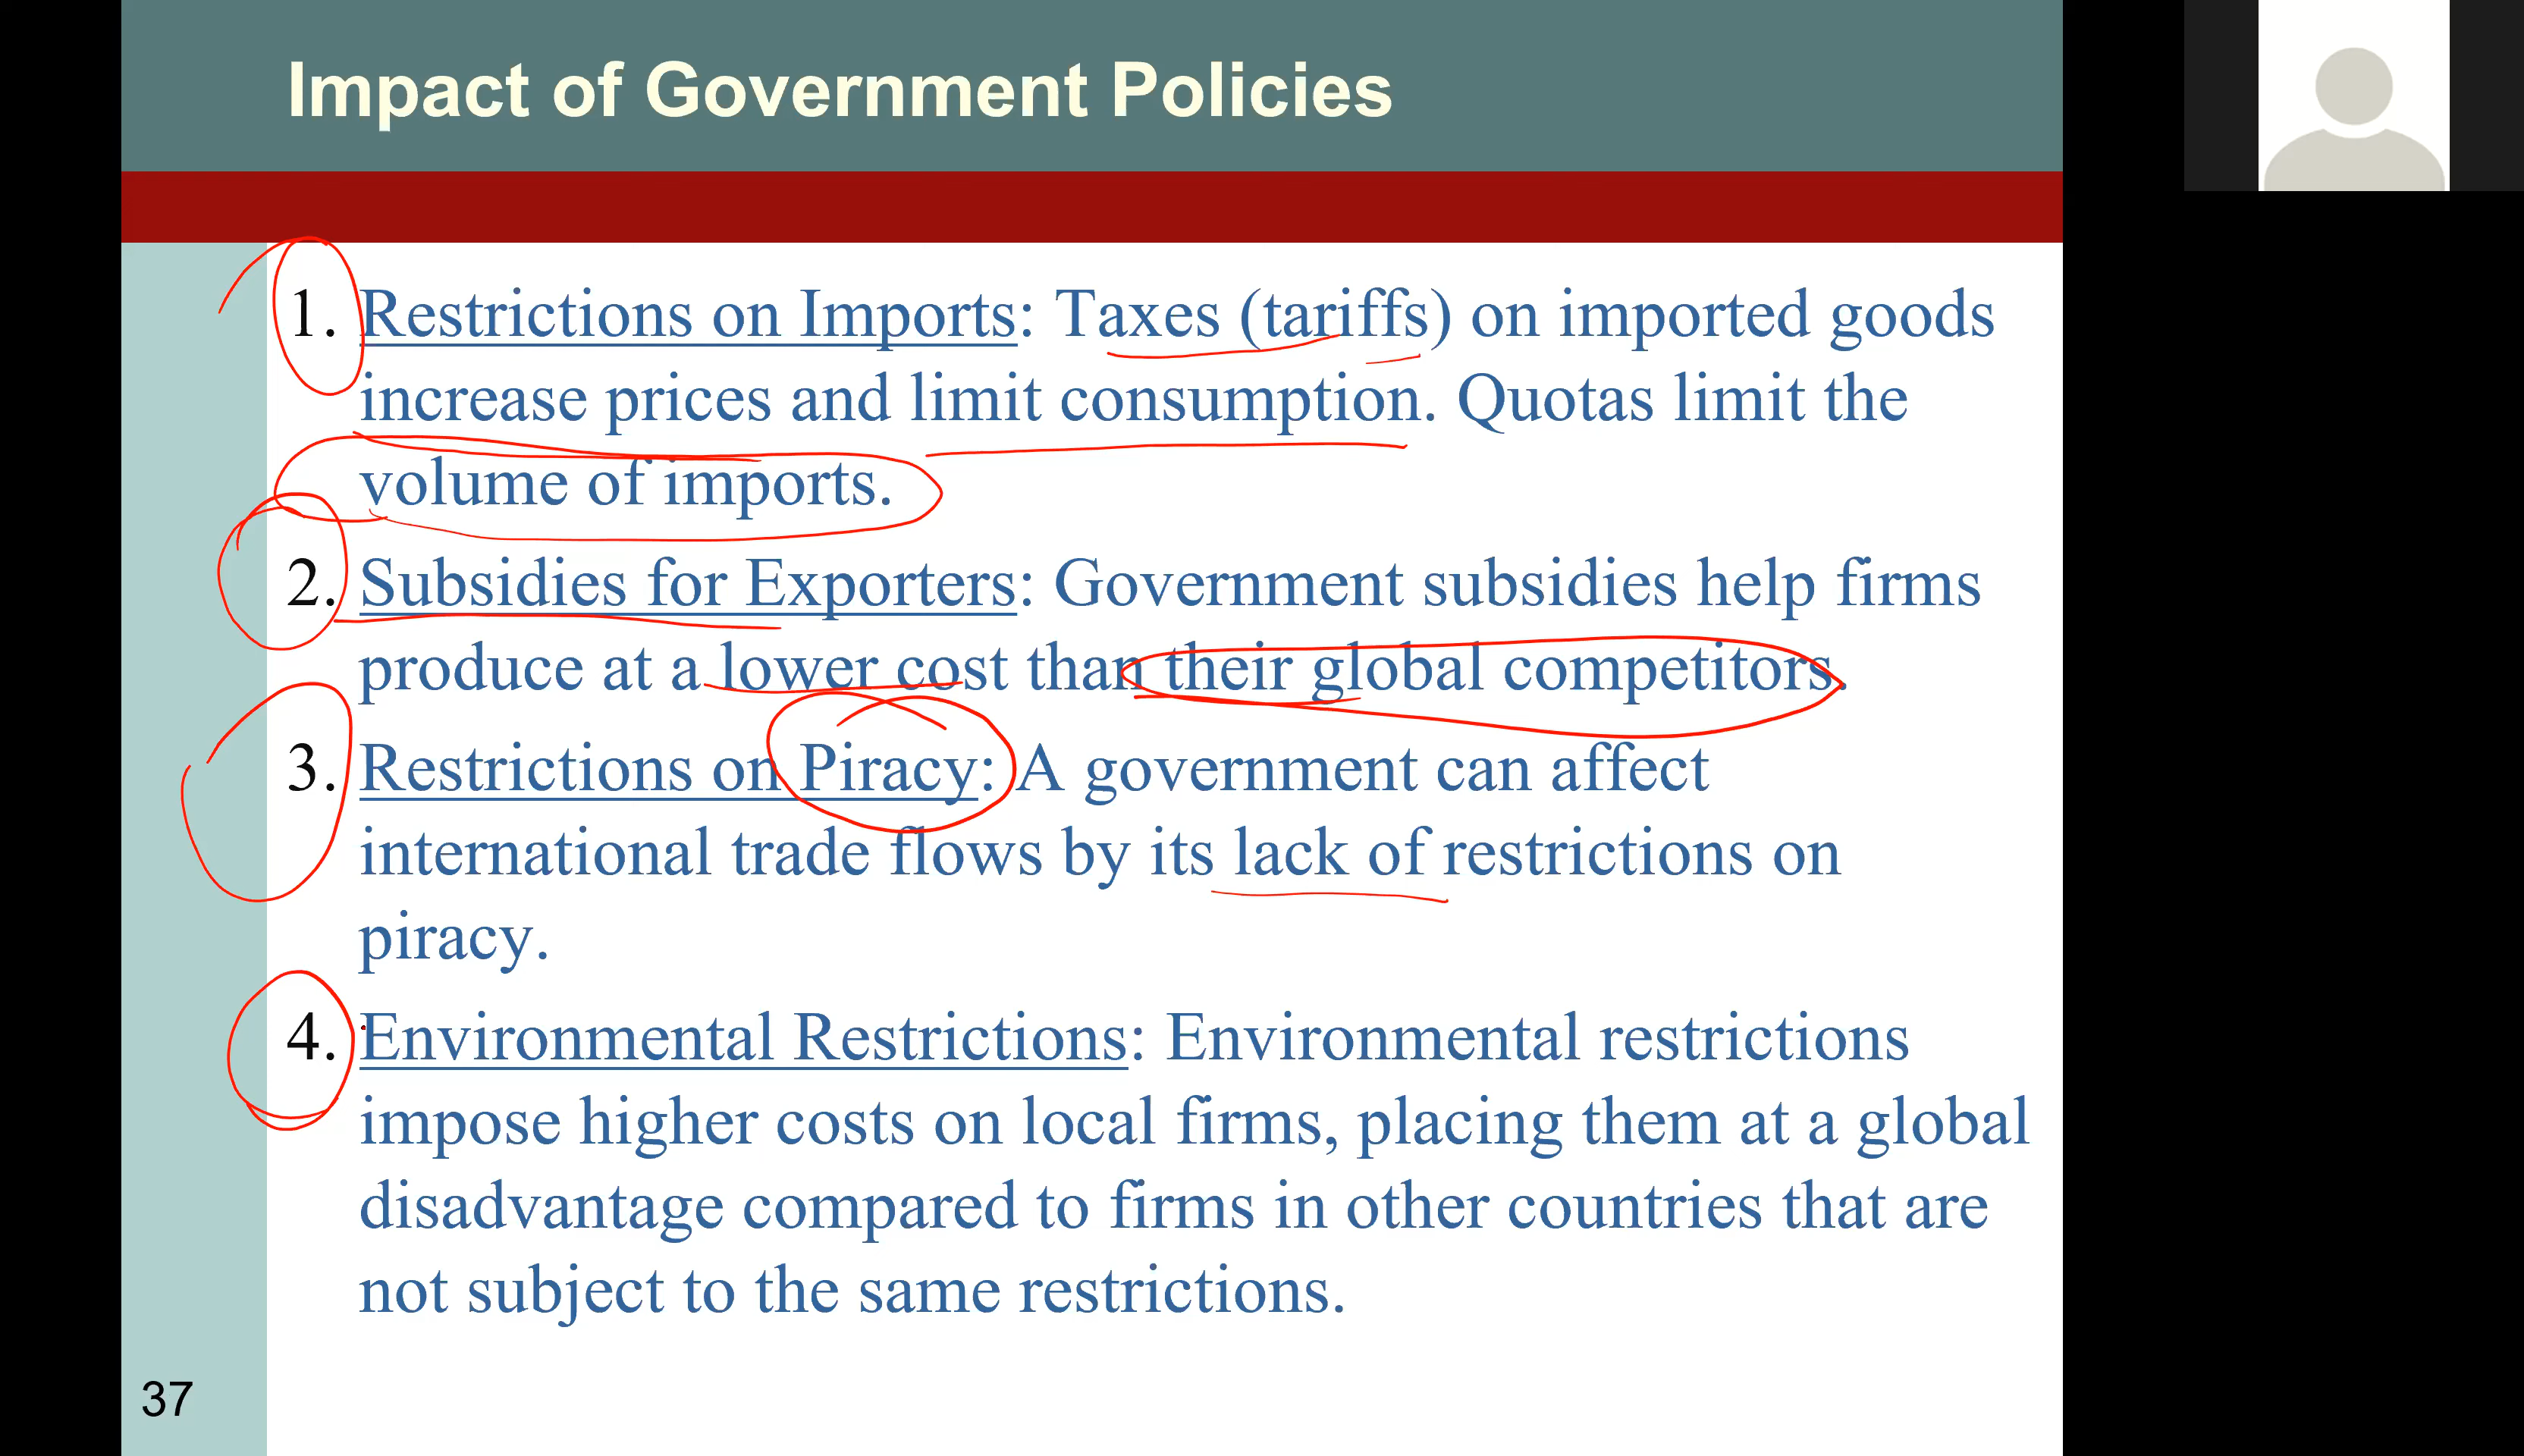 Impact of Government Policies
1. Restrictions on Imports: Taxes (tariffs) on imported goods
increase prices and limit consumption. Quotas limit the
volume of imports.
2. Subsidies for Exporters: Government subsidies help firms
produce at a lower cost than their global competitors.
3. Restrictions on Piracy: A government can affect
international trade flows by its lack of restrictions on
piracy.
4. Environmental Restrictions: Environmental restrictions
impose higher costs on local firms, placing them at a global
disadvantage compared to firms in other countries that are
not subject to the same restrictions.
37